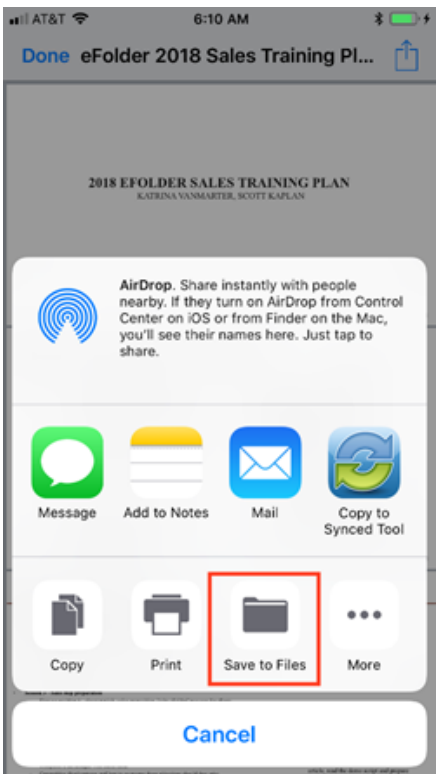 AT&T 6:10 AM
Done eFolder 2018 Sales Training Pl...
2018 EFOLDER SALES TRAINING PLAN
KATRINA VANMARTER, SCOTT KAPLAN
AirDrop. Share instantly with people
nearby. If they turn on AirDrop from Control
Center on iOS or from Finder on the Mac,
you'll see their names here. Just tap to
share.
Message Add to Notes Mail Copy to
Synced Tool
Copy Print Save to Files More
Cancel